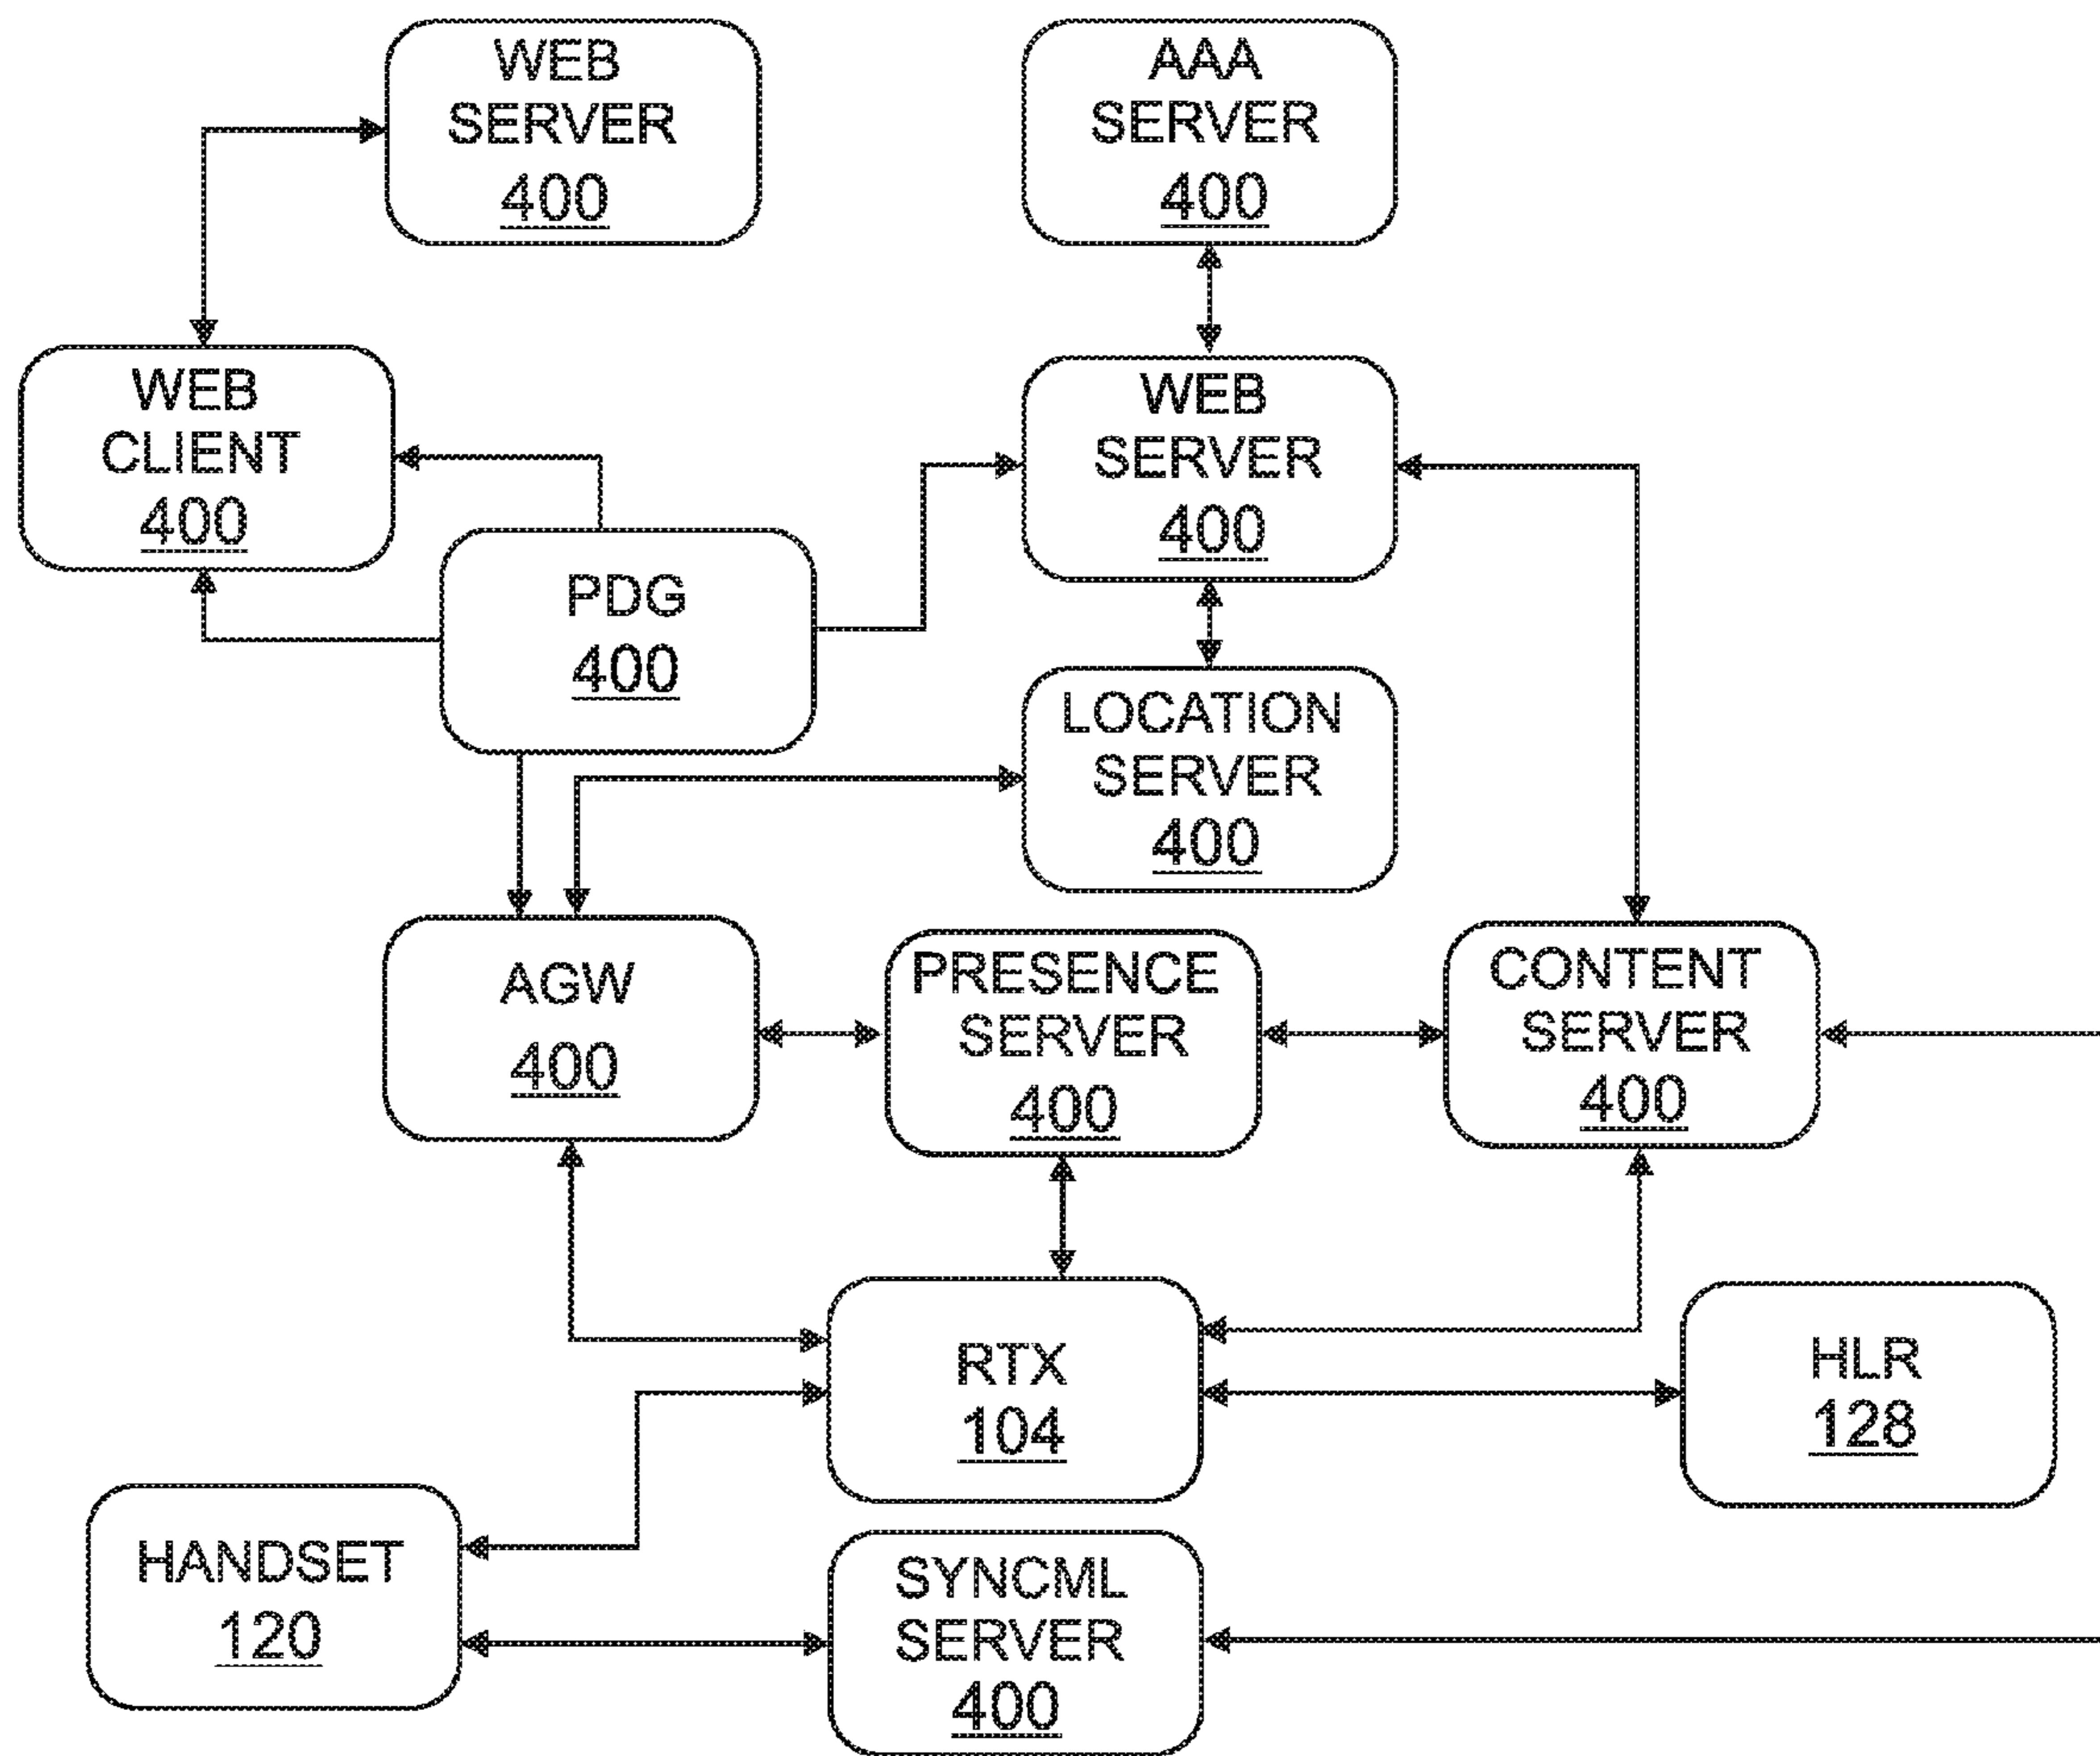 WEB
SERVER
400
AAA
SERVER
400
WEB
CLIENT
400
WEB
SERVER
400
PDG
400
LOCATION
SERVER
400
AGW
400
PRESENCE
SERVER
400
CONTENT
SERVER
400
RTX
104
HLR
128
HANDSET
120
SYNCML
SERVER
400